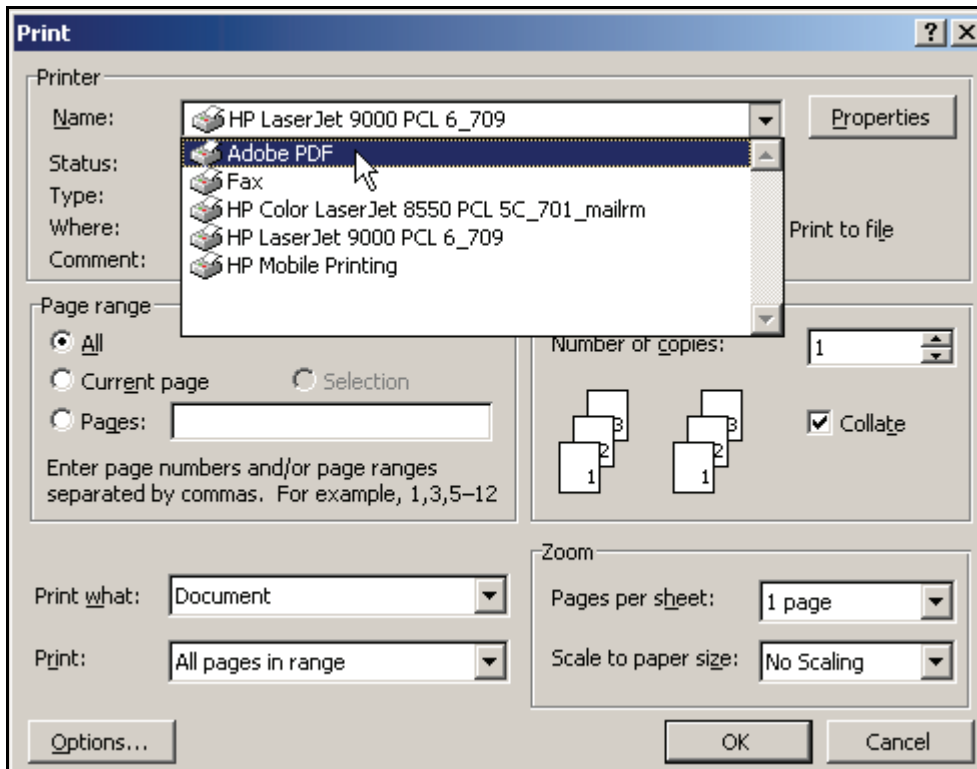 Print
Printer
Name:
HP LaserJet 9000 PCL 6_709
Properties
Adobe PDF
Fax
HP Color LaserJet 8550 PCL 5C_701_mailrm
HP LaserJet 9000 PCL 6_709
HP Mobile Printing
Status:
Type:
Where:
Comment:
Print to file
Page range
All
Current page
Selection
Pages:
Enter page numbers and/or page ranges
separated by commas. For example, 1,3,5–12
Number of copies:
1
1
2
3
1
2
3
Collate
Print what:
Document
Print:
All pages in range
Zoom
Pages per sheet:
1 page
Scale to paper size:
No Scaling
Options...
OK
Cancel